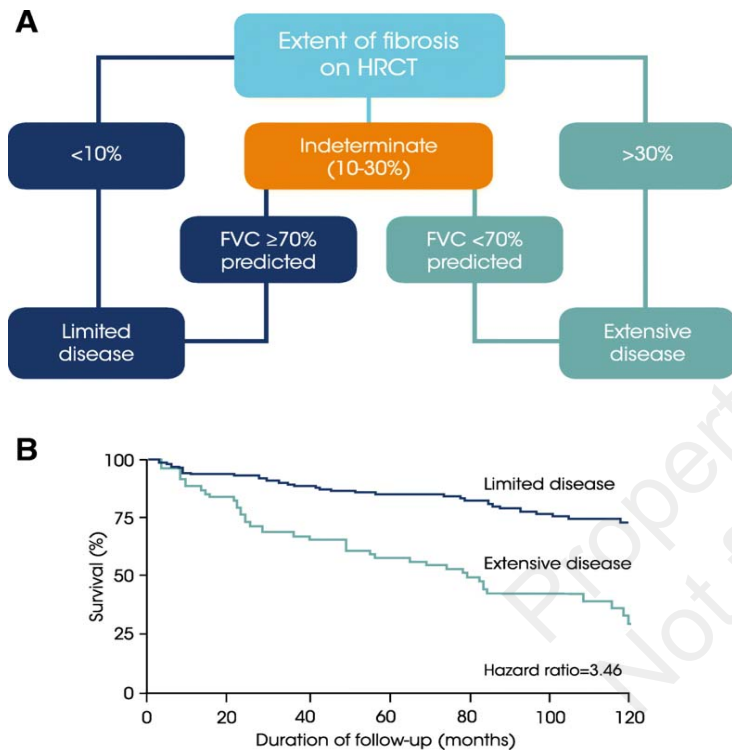 A
Extent of fibrosis
on HRCT
<10%
Indeterminate
(10-30%)
>30%
FVC ≥70%
predicted
FVC <70%
predicted
Limited
disease
Extensive
disease
B
100
75
50
25
0
Survival (%)
Limited disease
Extensive disease
Hazard ratio=3.46
0 20 40 60 80 100 120
Duration of follow-up (months)